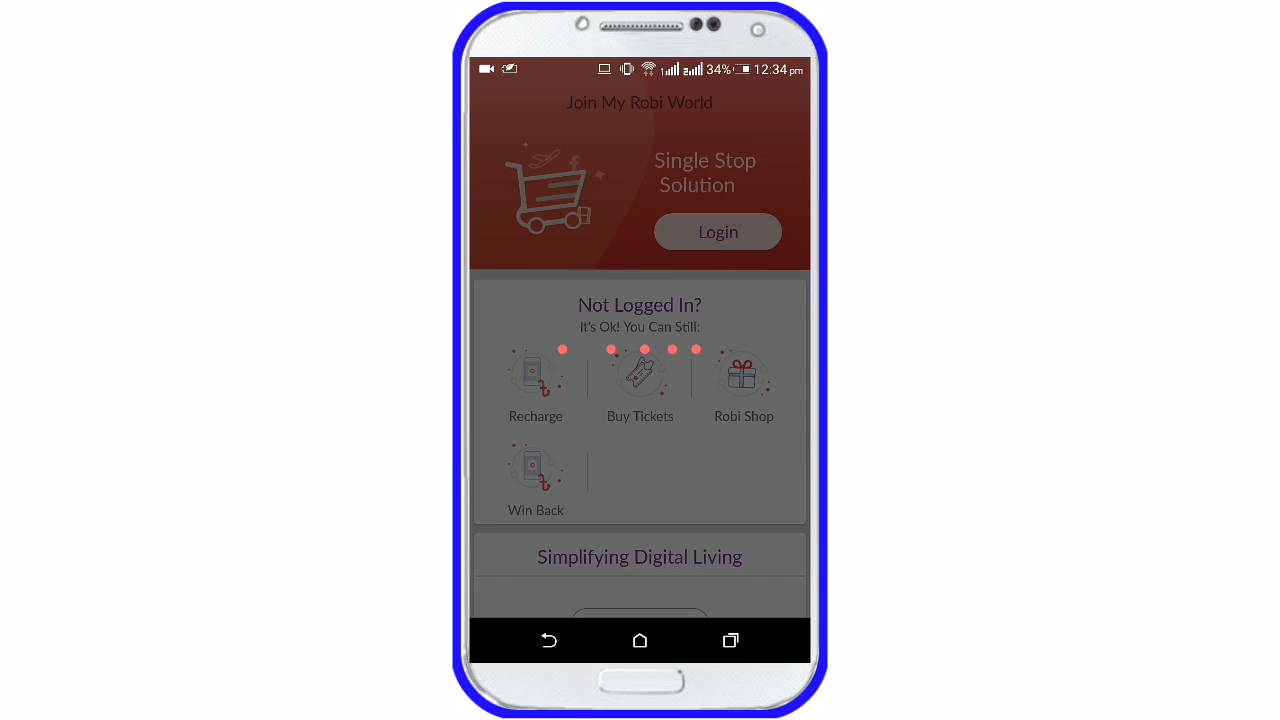 34% 12:34 pm
Join My Robi World
Single Stop
Solution
Login
Not Logged In?
It's Ok! You Can Still:
Recharge
Buy Tickets
Robi Shop
Win Back
Simplifying Digital Living